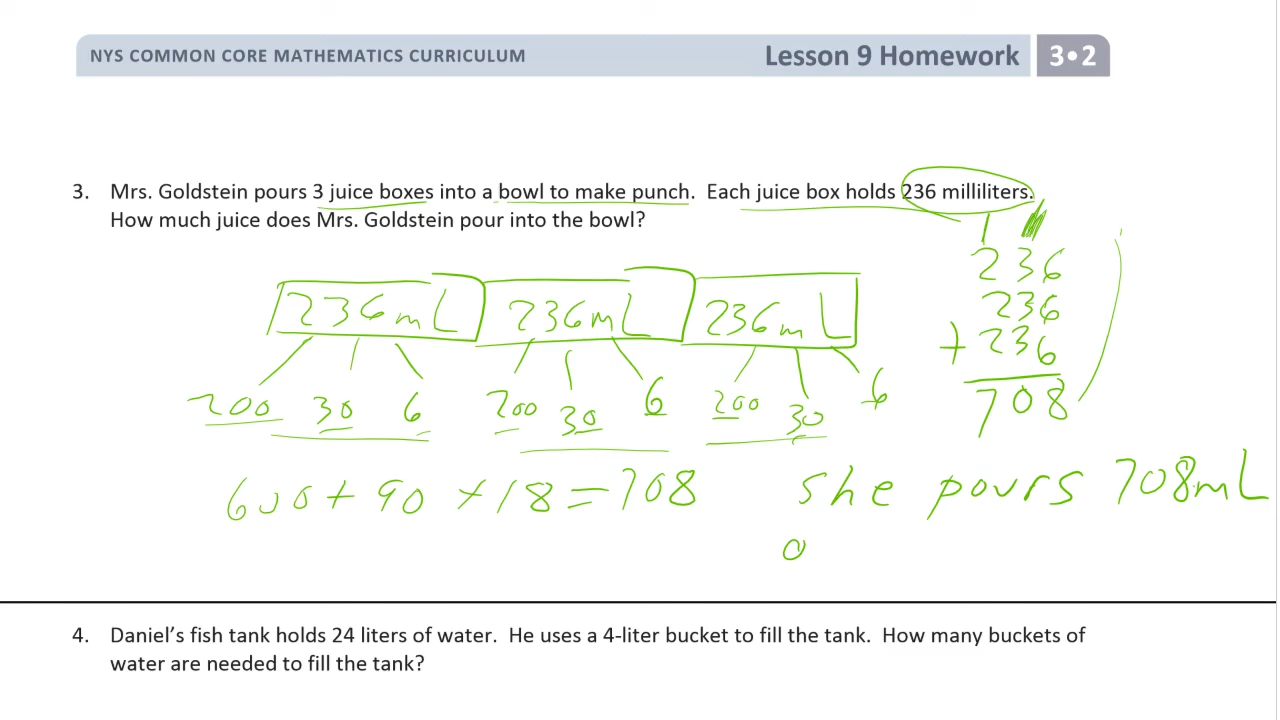 NYS COMMON CORE MATHEMATICS CURRICULUM Lesson 9 Homework 3•2
3. Mrs. Goldstein pours 3 juice boxes into a bowl to make punch. Each juice box holds 236 milliliters.
How much juice does Mrs. Goldstein pour into the bowl?
1
236
236
+ 236
708
236mL 236mL 236mL
200 30 6 200 30 6 200 30 6
600 + 90 + 18 = 708
she pours 708mL
o
4. Daniel's fish tank holds 24 liters of water. He uses a 4-liter bucket to fill the tank. How many buckets of
water are needed to fill the tank?